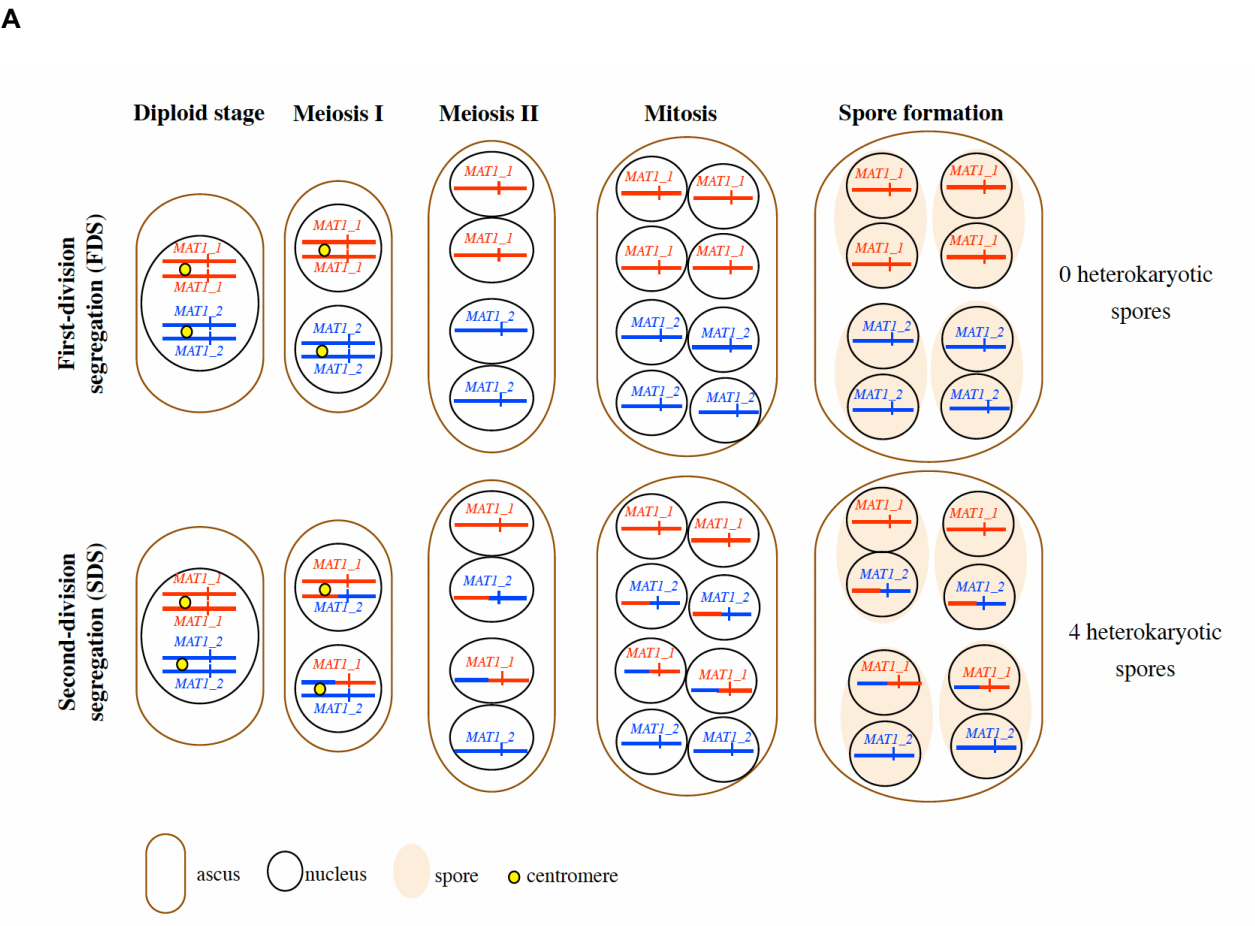 A
Diploid stage Meiosis I Meiosis II Mitosis Spore formation
First-division
segregation (FDS)
MAT1_1
MAT1_1
MAT1_2
MAT1_2
MAT1_1
MAT1_1
MAT1_2
MAT1_2
MAT1_1
MAT1_1
MAT1_2
MAT1_2
MAT1_1 MAT1_1
MAT1_1 MAT1_1
MAT1_2 MAT1_2
MAT1_2 MAT1_2
MAT1_1 MAT1_1
MAT1_1 MAT1_1
MAT1_2 MAT1_2
MAT1_2 MAT1_2
0 heterokaryotic
spores
Second-division
segregation (SDS)
MAT1_1
MAT1_1
MAT1_2
MAT1_2
MAT1_1
MAT1_2
MAT1_1
MAT1_2
MAT1_1
MAT1_2
MAT1_1
MAT1_2
MAT1_1 MAT1_1
MAT1_2 MAT1_2
MAT1_1 MAT1_1
MAT1_2 MAT1_2
MAT1_1 MAT1_1
MAT1_2 MAT1_2
MAT1_1 MAT1_1
MAT1_2 MAT1_2
4 heterokaryotic
spores
ascus nucleus spore centromere